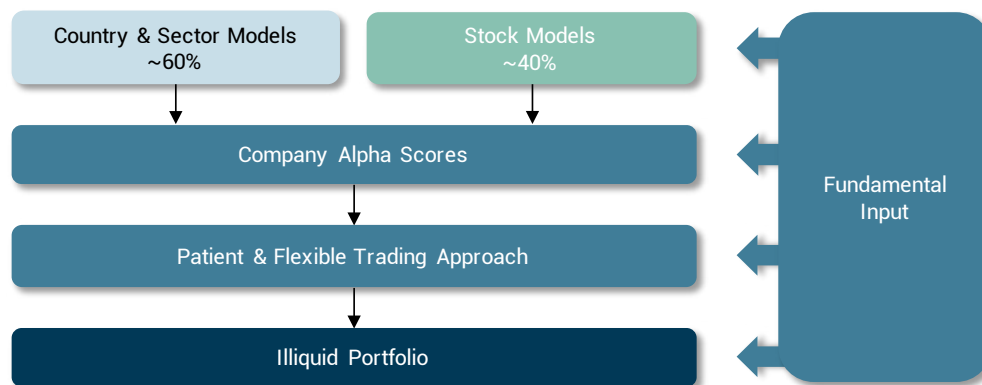 Country & Sector Models
~60%
Stock Models
~40%
Company Alpha Scores
Fundamental
Input
Patient & Flexible Trading Approach
Illiquid Portfolio